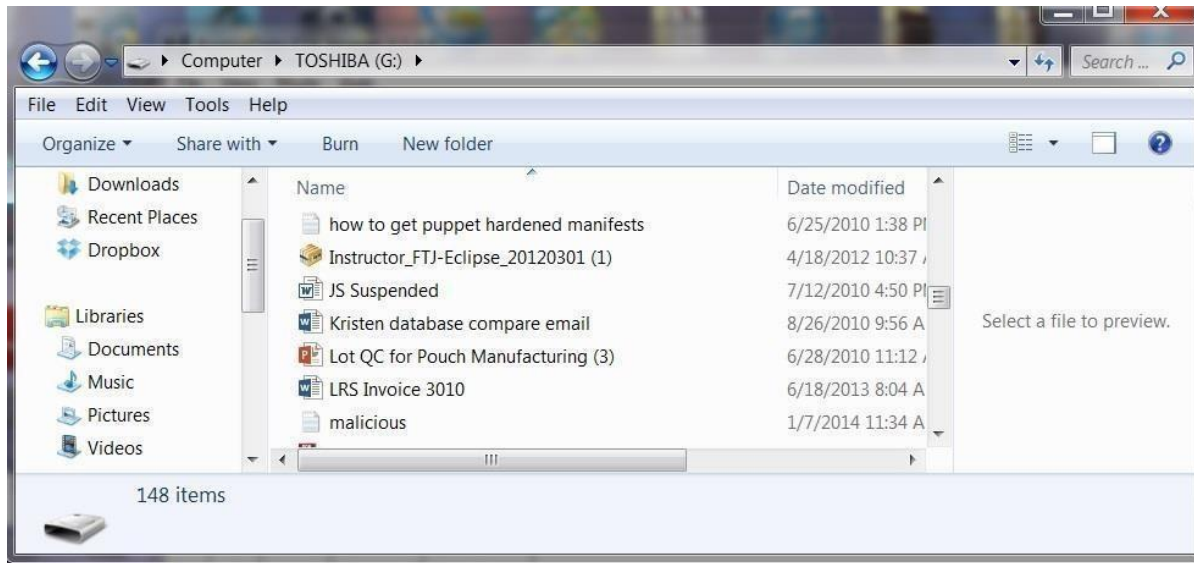 Computer TOSHIBA (G:) Search ...
File Edit View Tools Help
Organize Share with Burn New folder
Downloads
Recent Places
Dropbox
Libraries
Documents
Music
Pictures
Videos
Name Date modified
how to get puppet hardened manifests 6/25/2010 1:38 P
Instructor_FTJ-Eclipse_20120301 (1) 4/18/2012 10:37
JS Suspended 7/12/2010 4:50 P
Kristen database compare email 8/26/2010 9:56 A
Lot QC for Pouch Manufacturing (3) 6/28/2010 11:12
LRS Invoice 3010 6/18/2013 8:04 A
malicious 1/7/2014 11:34 A
Select a file to preview.
148 items